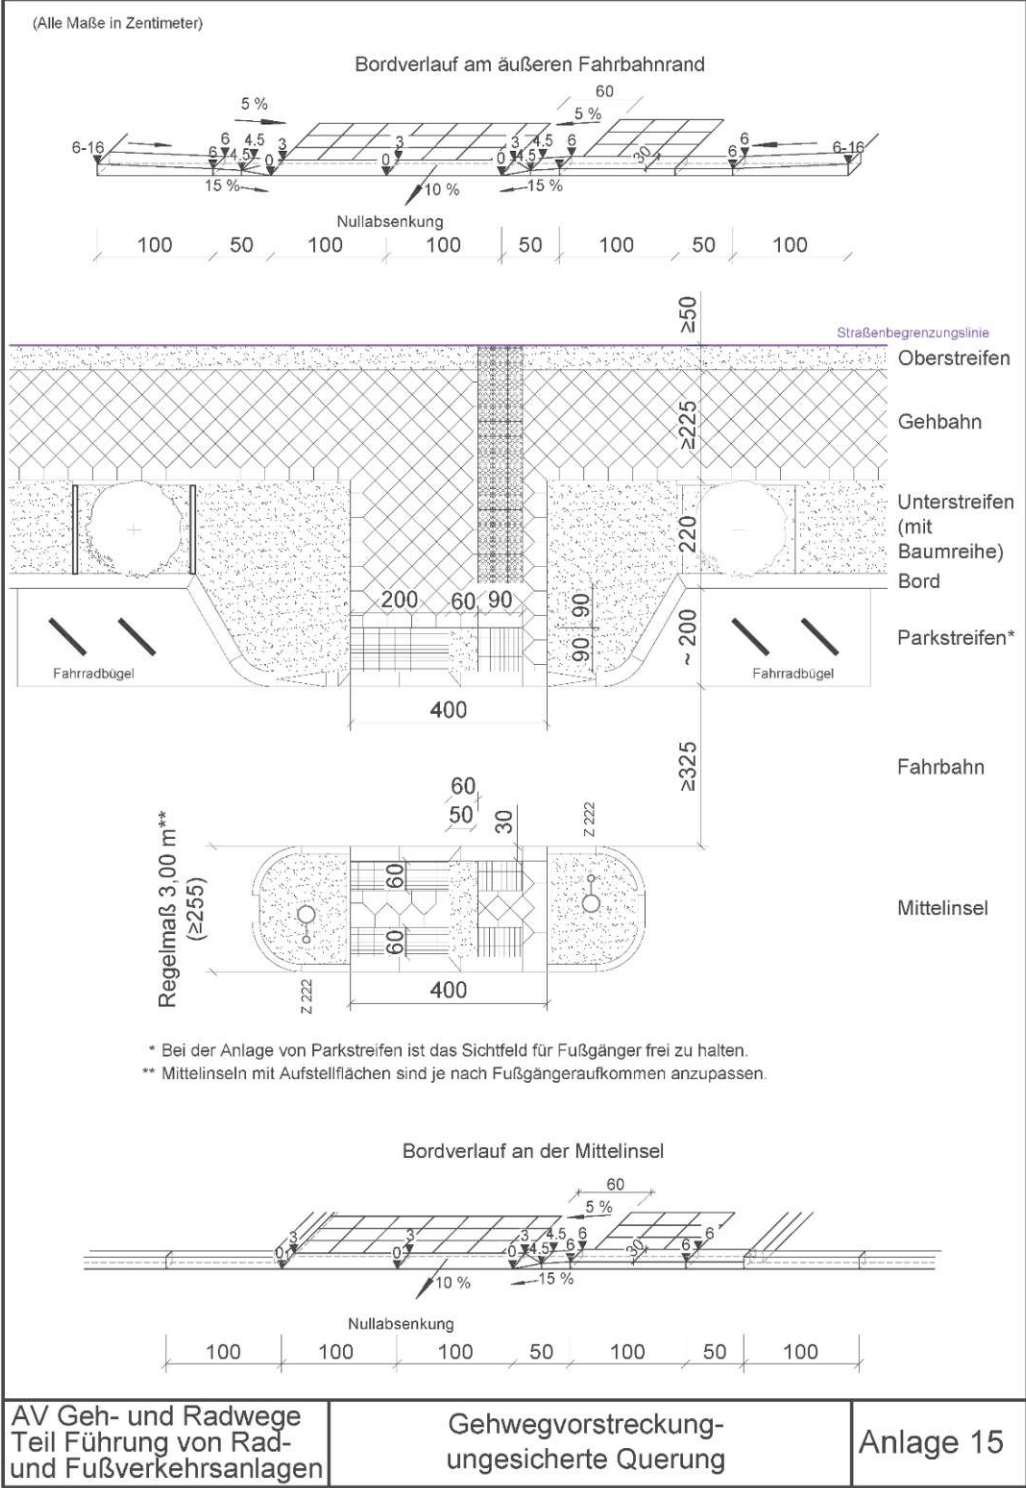 (Alle Maße in Zentimeter)
Bordverlauf am äußeren Fahrbahnrand
60
5 %
5 %
6-16
6
4.5
3
3
3
4.5
6
6
6-16
6
4.5
0
0
0
4.5
30
6
15 %
10 %
15 %
Nullabsenkung
100 50 100 100 50 100 50 100
≥50
Straßenbegrenzungslinie
Oberstreifen
≥225
Gehbahn
220
Unterstreifen
(mit
Baumreihe)
Bord
200 60 90
90
90
~ 200
Parkstreifen*
Fahrradbügel
Fahrradbügel
400
≥325
Fahrbahn
60
50
30
Z 222
Regelmaß 3,00 m**
(≥255)
60
60
Mittelinsel
Z 222
400
* Bei der Anlage von Parkstreifen ist das Sichtfeld für Fußgänger frei zu halten.
** Mittelinseln mit Aufstellflächen sind je nach Fußgängeraufkommen anzupassen.
Bordverlauf an der Mittelinsel
60
5 %
3
3
3
4.5
6
6
0
0
0
4.5
6
30
6
10 %
15 %
Nullabsenkung
100 100 100 50 100 50 100
AV Geh- und Radwege
Teil Führung von Rad-
und Fußverkehrsanlagen
Gehwegvorstreckung-
ungesicherte Querung
Anlage 15